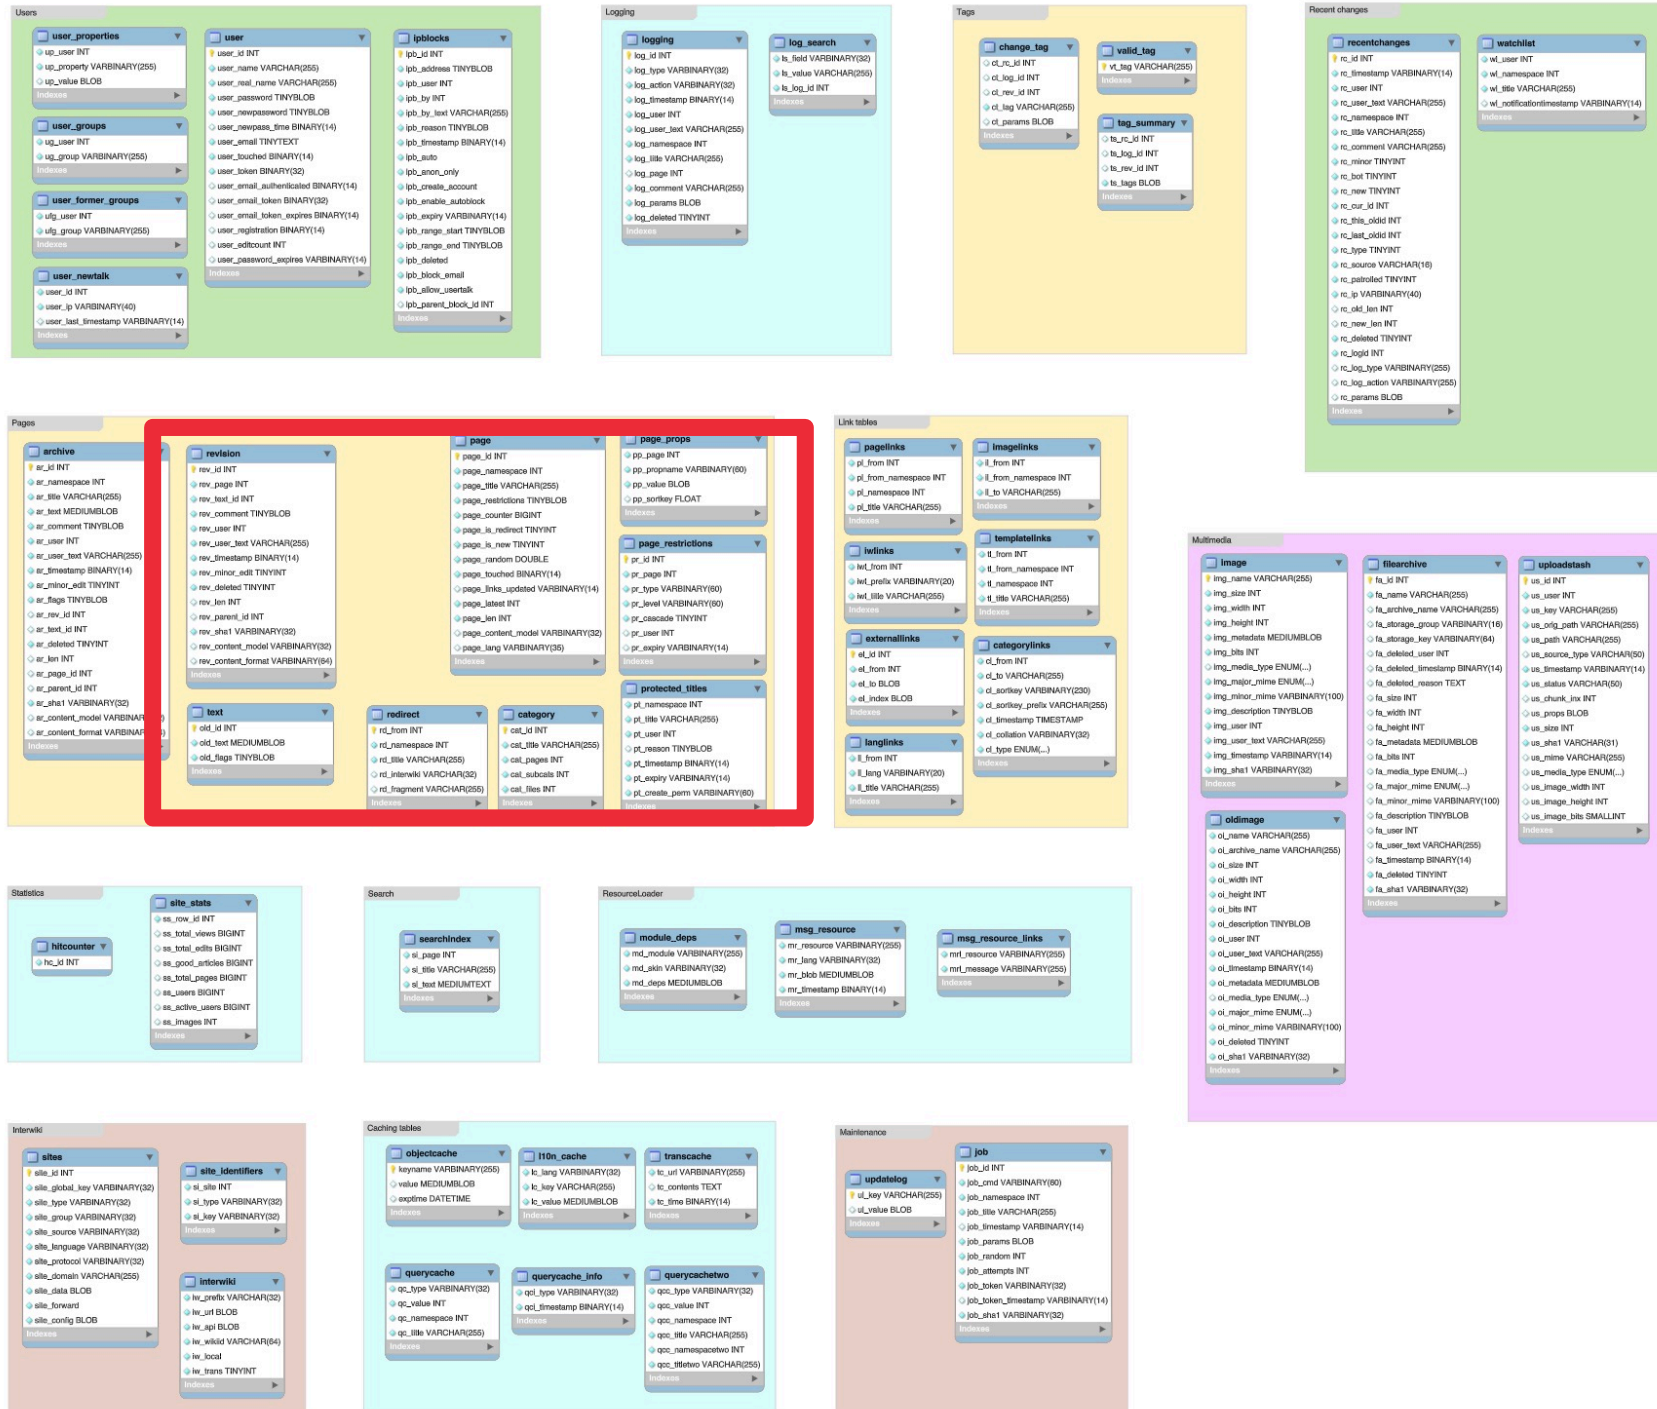 Users
user_properties
up_user INT
up_property VARBINARY(255)
up_value BLOB
Indexes
user_groups
ug_user INT
ug_group VARBINARY(255)
Indexes
user_former_groups
ufg_user INT
ufg_group VARBINARY(255)
Indexes
user_newtalk
user_id INT
user_ip VARBINARY(40)
user_last_timestamp VARBINARY(14)
Indexes
user
user_id INT
user_name VARCHAR(255)
user_real_name VARCHAR(255)
user_password TINYBLOB
user_newpassword TINYBLOB
user_newpass_time BINARY(14)
user_email TINYTEXT
user_touched BINARY(14)
user_token BINARY(32)
user_email_authenticated BINARY(14)
user_email_token BINARY(32)
user_email_token_expires BINARY(14)
user_registration BINARY(14)
user_editcount INT
user_password_expires VARBINARY(14)
Indexes
ipblocks
ipb_id INT
ipb_address TINYBLOB
ipb_user INT
ipb_by INT
ipb_by_text VARCHAR(255)
ipb_reason TINYBLOB
ipb_timestamp BINARY(14)
ipb_auto
ipb_anon_only
ipb_create_account
ipb_enable_autoblock
ipb_expiry VARBINARY(14)
ipb_range_start TINYBLOB
ipb_range_end TINYBLOB
ipb_deleted
ipb_block_email
ipb_allow_usertalk
ipb_parent_block_id INT
Indexes
Logging
logging
log_id INT
log_type VARBINARY(32)
log_action VARBINARY(32)
log_timestamp BINARY(14)
log_user INT
log_user_text VARCHAR(255)
log_namespace INT
log_title VARCHAR(255)
log_page INT
log_comment VARCHAR(255)
log_params BLOB
log_deleted TINYINT
Indexes
log_search
ls_field VARBINARY(32)
ls_value VARCHAR(255)
ls_log_id INT
Indexes
Tags
change_tag
ct_rc_id INT
ct_log_id INT
ct_rev_id INT
ct_tag VARCHAR(255)
ct_params BLOB
Indexes
valid_tag
vt_tag VARCHAR(255)
Indexes
tag_summary
ts_rc_id INT
ts_log_id INT
ts_rev_id INT
ts_tags BLOB
Indexes
Recent changes
recentchanges
rc_id INT
rc_timestamp VARBINARY(14)
rc_user INT
rc_user_text VARCHAR(255)
rc_namespace INT
rc_title VARCHAR(255)
rc_comment VARCHAR(255)
rc_minor TINYINT
rc_bot TINYINT
rc_new TINYINT
rc_cur_id INT
rc_this_oldid INT
rc_last_oldid INT
rc_type TINYINT
rc_source VARCHAR(16)
rc_patrolled TINYINT
rc_ip VARBINARY(40)
rc_old_len INT
rc_new_len INT
rc_deleted TINYINT
rc_logid INT
rc_log_type VARBINARY(255)
rc_log_action VARBINARY(255)
rc_params BLOB
Indexes
watchlist
wl_user INT
wl_namespace INT
wl_title VARCHAR(255)
wl_notificationtimestamp VARBINARY(14)
Indexes
Pages
archive
ar_id INT
ar_namespace INT
ar_title VARCHAR(255)
ar_text MEDIUMBLOB
ar_comment TINYBLOB
ar_user INT
ar_user_text VARCHAR(255)
ar_timestamp BINARY(14)
ar_minor_edit TINYINT
ar_flags TINYBLOB
ar_rev_id INT
ar_text_id INT
ar_deleted TINYINT
ar_len INT
ar_page_id INT
ar_parent_id INT
ar_sha1 VARBINARY(32)
ar_content_model
ar_content_format
Indexes
revision
rev_id INT
rev_page INT
rev_text_id INT
rev_comment TINYBLOB
rev_user INT
rev_user_text VARCHAR(255)
rev_timestamp BINARY(14)
rev_minor_edit TINYINT
rev_deleted TINYINT
rev_len INT
rev_parent_id INT
rev_sha1 VARBINARY(32)
rev_content_model VARBINARY(32)
rev_content_format VARBINARY(64)
Indexes
text
old_id INT
old_text MEDIUMBLOB
old_flags TINYBLOB
Indexes
page
page_id INT
page_namespace INT
page_title VARCHAR(255)
page_restrictions TINYBLOB
page_counter BIGINT
page_is_redirect TINYINT
page_is_new TINYINT
page_random DOUBLE
page_touched BINARY(14)
page_links_updated VARBINARY(14)
page_latest INT
page_len INT
page_content_model VARBINARY(32)
page_lang VARBINARY(35)
Indexes
redirect
rd_from INT
rd_namespace INT
rd_title VARCHAR(255)
rd_interwiki VARCHAR(32)
rd_fragment VARCHAR(255)
Indexes
category
cat_id INT
cat_title VARCHAR(255)
cat_pages INT
cat_subcats INT
cat_files INT
Indexes
page_props
pp_page INT
pp_propname VARBINARY(60)
pp_value BLOB
pp_sortkey FLOAT
Indexes
page_restrictions
pr_id INT
pr_page INT
pr_type VARBINARY(60)
pr_level VARBINARY(60)
pr_cascade TINYINT
pr_user INT
pr_expiry VARBINARY(14)
Indexes
protected_titles
pt_namespace INT
pt_title VARCHAR(255)
pt_user INT
pt_reason TINYBLOB
pt_timestamp BINARY(14)
pt_expiry VARBINARY(14)
pt_create_perm VARBINARY(60)
Indexes
Link tables
pagelinks
pl_from INT
pl_from_namespace INT
pl_namespace INT
pl_title VARCHAR(255)
Indexes
iwlinks
iwl_from INT
iwl_prefix VARBINARY(20)
iwl_title VARBINARY(255)
Indexes
externallinks
el_id INT
el_from INT
el_to BLOB
el_index BLOB
Indexes
langlinks
ll_from INT
ll_lang VARBINARY(20)
ll_title VARCHAR(255)
Indexes
imagelinks
il_from INT
il_from_namespace INT
il_to VARCHAR(255)
Indexes
templatelinks
tl_from INT
tl_from_namespace INT
tl_namespace INT
tl_title VARCHAR(255)
Indexes
categorylinks
cl_from INT
cl_to VARCHAR(255)
cl_sortkey VARBINARY(230)
cl_sortkey_prefix VARCHAR(255)
cl_timestamp TIMESTAMP
cl_collation VARBINARY(32)
cl_type ENUM(...)
Indexes
Multimedia
image
img_name VARCHAR(255)
img_size INT
img_width INT
img_height INT
img_metadata MEDIUMBLOB
img_bits INT
img_media_type ENUM(...)
img_major_mime ENUM(...)
img_minor_mime VARBINARY(100)
img_description TINYBLOB
img_user INT
img_user_text VARCHAR(255)
img_timestamp VARBINARY(14)
img_sha1 VARBINARY(32)
Indexes
oldimage
oi_name VARCHAR(255)
oi_archive_name VARCHAR(255)
oi_size INT
oi_width INT
oi_height INT
oi_bits INT
oi_description TINYBLOB
oi_user INT
oi_user_text VARCHAR(255)
oi_timestamp BINARY(14)
oi_metadata MEDIUMBLOB
oi_media_type ENUM(...)
oi_major_mime ENUM(...)
oi_minor_mime VARBINARY(100)
oi_deleted TINYINT
oi_sha1 VARBINARY(32)
Indexes
filearchive
fa_id INT
fa_name VARCHAR(255)
fa_archive_name VARCHAR(255)
fa_storage_group VARBINARY(16)
fa_storage_key VARBINARY(64)
fa_deleted_user INT
fa_deleted_timestamp BINARY(14)
fa_deleted_reason TEXT
fa_size INT
fa_width INT
fa_height INT
fa_metadata MEDIUMBLOB
fa_bits INT
fa_media_type ENUM(...)
fa_major_mime ENUM(...)
fa_minor_mime VARBINARY(100)
fa_description TINYBLOB
fa_user INT
fa_user_text VARCHAR(255)
fa_timestamp BINARY(14)
fa_deleted TINYINT
fa_sha1 VARBINARY(32)
Indexes
uploadstash
us_id INT
us_user INT
us_key VARCHAR(255)
us_orig_path VARCHAR(255)
us_path VARCHAR(255)
us_source_type VARCHAR(50)
us_timestamp VARBINARY(14)
us_status VARCHAR(50)
us_chunk_inx INT
us_props BLOB
us_size INT
us_sha1 VARCHAR(31)
us_mime VARCHAR(255)
us_media_type ENUM(...)
us_image_width INT
us_image_height INT
us_image_bits SMALLINT
Indexes
Statistics
hitcounter
hc_id INT
site_stats
ss_row_id INT
ss_total_views BIGINT
ss_total_edits BIGINT
ss_good_articles BIGINT
ss_total_pages BIGINT
ss_users BIGINT
ss_active_users BIGINT
ss_images INT
Indexes
Search
searchindex
si_page INT
si_title VARCHAR(255)
si_text MEDIUMTEXT
Indexes
ResourceLoader
module_deps
md_module VARBINARY(255)
md_skin VARBINARY(32)
md_deps MEDIUMBLOB
Indexes
msg_resource
mr_resource VARBINARY(255)
mr_lang VARBINARY(32)
mr_blob MEDIUMBLOB
mr_timestamp BINARY(14)
Indexes
msg_resource_links
mrl_resource VARBINARY(255)
mrl_message VARBINARY(255)
Indexes
Interwiki
sites
site_id INT
site_global_key VARBINARY(32)
site_type VARBINARY(32)
site_group VARBINARY(32)
site_source VARBINARY(32)
site_language VARBINARY(32)
site_protocol VARBINARY(32)
site_domain VARCHAR(255)
site_data BLOB
site_forward
site_config BLOB
Indexes
site_identifiers
si_site INT
si_type VARBINARY(32)
si_key VARBINARY(32)
Indexes
interwiki
iw_prefix VARCHAR(32)
iw_url BLOB
iw_api BLOB
iw_wikiid VARCHAR(64)
iw_local
iw_trans TINYINT
Indexes
Caching tables
objectcache
keyname VARBINARY(255)
value MEDIUMBLOB
exptime DATETIME
Indexes
l10n_cache
lc_lang VARBINARY(32)
lc_key VARCHAR(255)
lc_value MEDIUMBLOB
Indexes
transcache
tc_url VARBINARY(255)
tc_contents TEXT
tc_time BINARY(14)
Indexes
querycache
qc_type VARBINARY(32)
qc_value INT
qc_namespace INT
qc_title VARCHAR(255)
Indexes
querycache_info
qci_type VARBINARY(32)
qci_timestamp BINARY(14)
Indexes
querycachetwo
qcc_type VARBINARY(32)
qcc_value INT
qcc_namespace INT
qcc_title VARCHAR(255)
qcc_namespacetwo INT
qcc_titletwo VARCHAR(255)
Indexes
Maintenance
updatelog
ul_key VARCHAR(255)
ul_value BLOB
Indexes
job
job_id INT
job_cmd VARBINARY(60)
job_namespace INT
job_title VARCHAR(255)
job_timestamp VARBINARY(14)
job_params BLOB
job_random INT
job_attempts INT
job_token VARBINARY(32)
job_token_timestamp VARBINARY(14)
job_sha1 VARBINARY(32)
Indexes